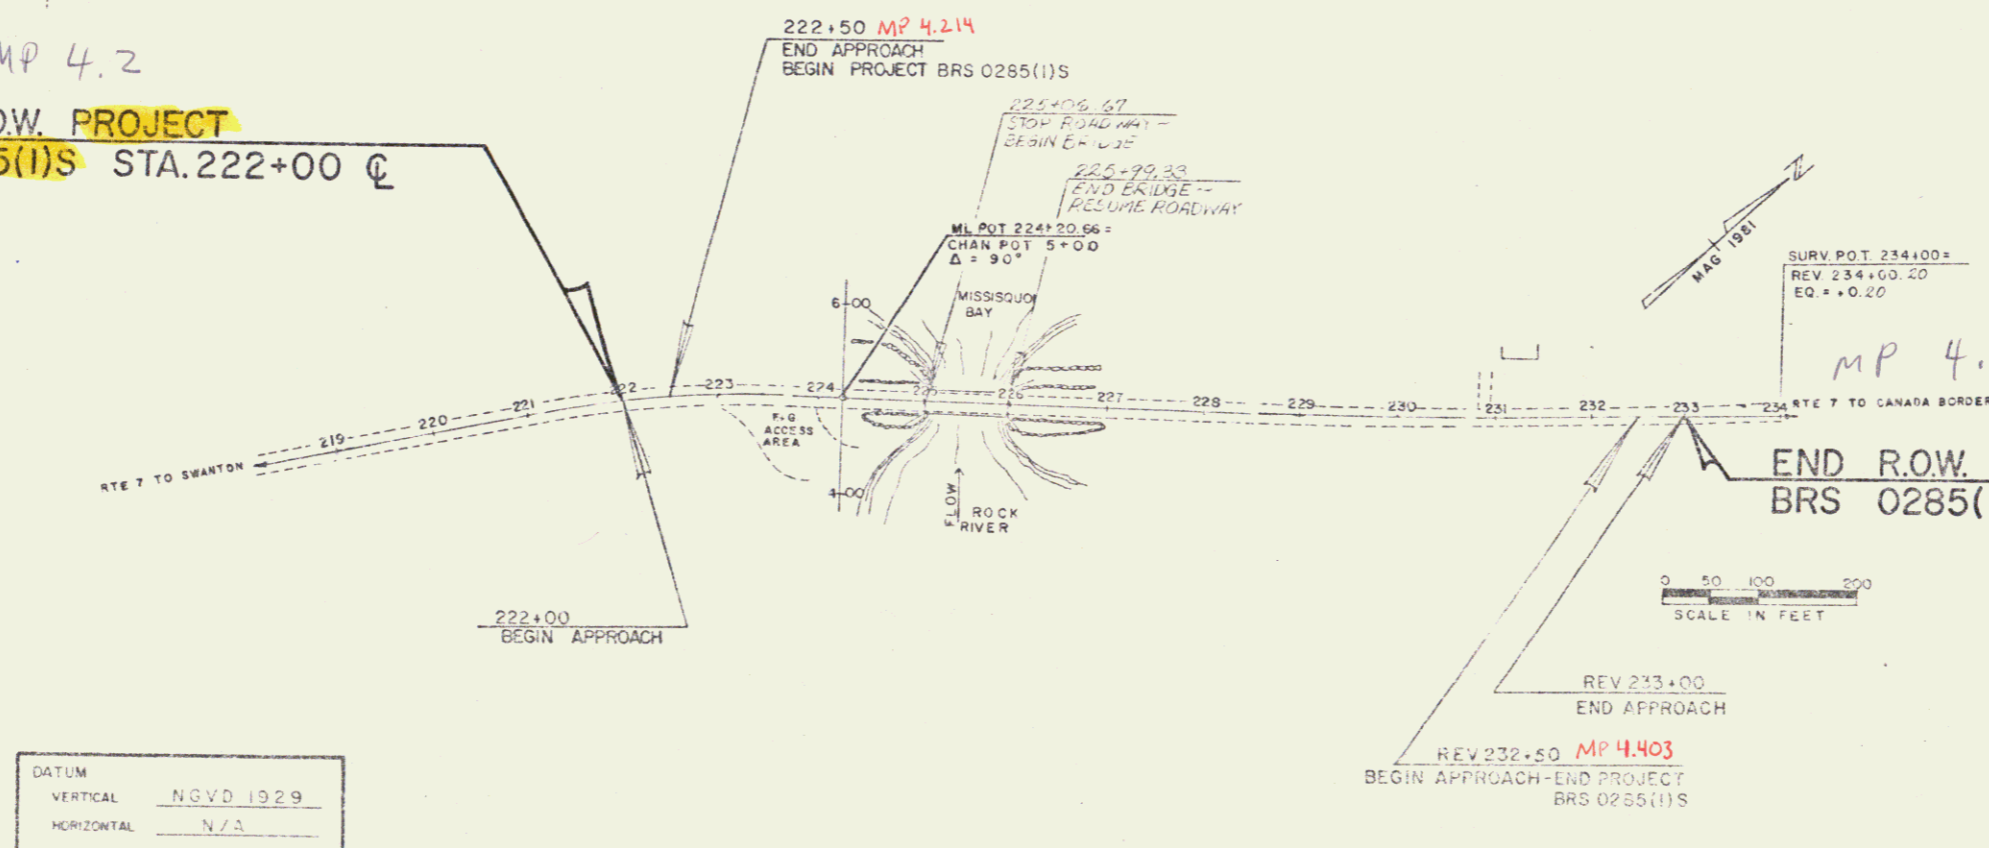 MP 4.2
222+50 MP 4.214
END APPROACH
BEGIN PROJECT BRS 0285(1)S
O.W. PROJECT
5(1)S STA. 222+00 ℄
225+06.67
STOP ROADWAY -
BEGIN BRIDGE
225+99.33
END BRIDGE --
RESUME ROADWAY
ML POT 224+20.66 =
CHAN POT 5+00
Δ = 90°
MAG 1981
N
SURV. P.O.T. 234+00=
REV. 234+00.20
EQ.= +0.20
6+00
MISSISQUOI
BAY
MP 4.
219 220 221 222 223 224 225 226 227 228 229 230 231 232 233 234
RTE 7 TO CANADA BORDER
RTE 7 TO SWANTON
F+G
ACCESS
AREA
4+00
FLOW
ROCK
RIVER
END R.O.W.
BRS 0285(
0 50 100 200
SCALE IN FEET
222+00
BEGIN APPROACH
REV 233+00
END APPROACH
REV 232+50 MP 4.403
BEGIN APPROACH-END PROJECT
BRS 0285(1)S
DATUM
VERTICAL NGVD 1929
HORIZONTAL N/A